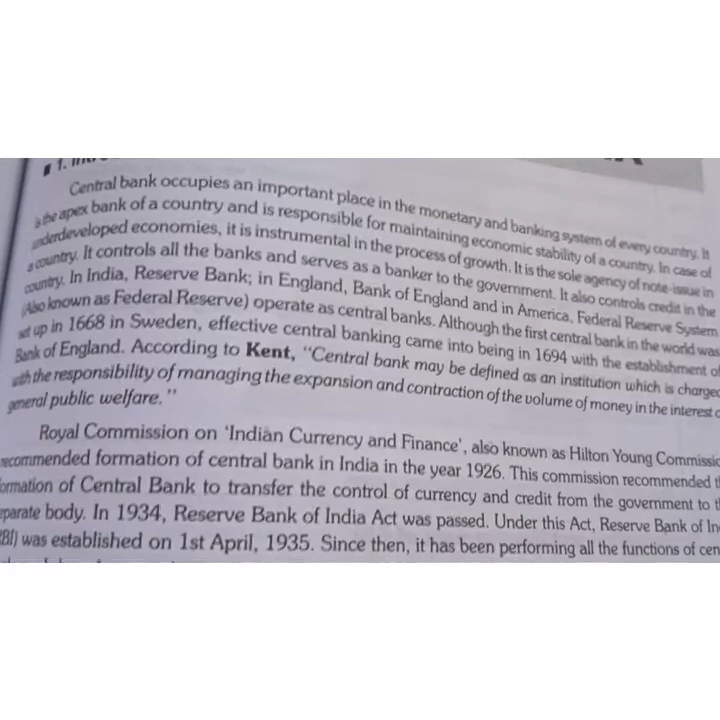 1.
Central bank occupies an important place in the monetary and banking system of every country. It
is the apex bank of a country and is responsible for maintaining economic stability of a country. In case of
underdeveloped economies, it is instrumental in the process of growth. It is the sole agency of note-issue in
a country. It controls all the banks and serves as a banker to the government. It also controls credit in the
country. In India, Reserve Bank; in England, Bank of England and in America, Federal Reserve System
(Also known as Federal Reserve) operate as central banks. Although the first central bank in the world was
set up in 1668 in Sweden, effective central banking came into being in 1694 with the establishment of
Bank of England. According to Kent, "Central bank may be defined as an institution which is charged
with the responsibility of managing the expansion and contraction of the volume of money in the interest
general public welfare."
Royal Commission on 'Indian Currency and Finance', also known as Hilton Young Commissio
recommended formation of central bank in India in the year 1926. This commission recommended
formation of Central Bank to transfer the control of currency and credit from the government to
separate body. In 1934, Reserve Bank of India Act was passed. Under this Act, Reserve Bank of In
RBI) was established on 1st April, 1935. Since then, it has been performing all the functions of cen